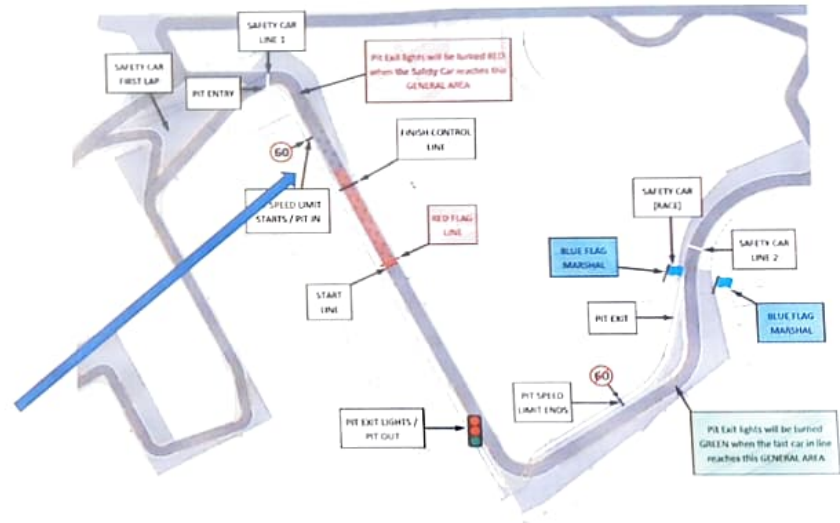 SAFETY CAR
LINE 1
SAFETY CAR
FIRST LAP
PIT ENTRY
Pit Exit lights will be turned RED
when the Safety Car reaches this
GENERAL AREA
FINISH CONTROL
LINE
60
SPEED LIMIT
STARTS / PIT IN
RED FLAG
LINE
START
LINE
SAFETY CAR
[RACE]
BLUE FLAG
MARSHAL
SAFETY CAR
LINE 2
PIT EXIT
BLUE FLAG
MARSHAL
60
PIT SPEED
LIMIT ENDS
PIT EXIT LIGHTS /
PIT OUT
Pit Exit lights will be turned
GREEN when the last car in line
reaches this GENERAL AREA